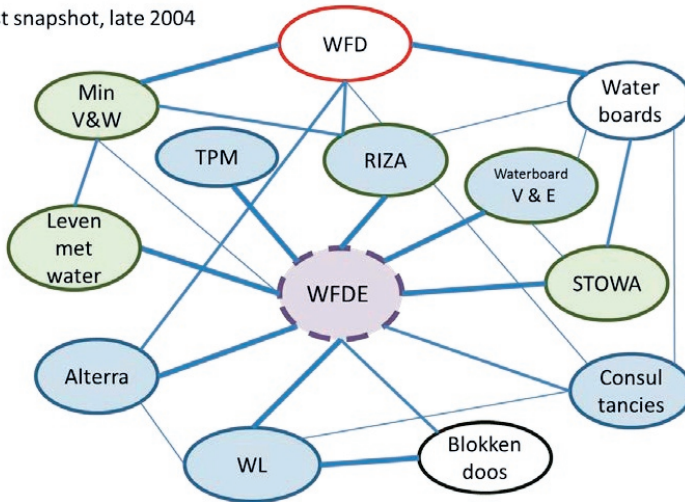 st snapshot, late 2004
WFD
Min
V&W
Water
boards
TPM
RIZA
Waterboard
V & E
Leven
met
water
WFDE
STOWA
Alterra
Consul
tancies
WL
Blokken
doos